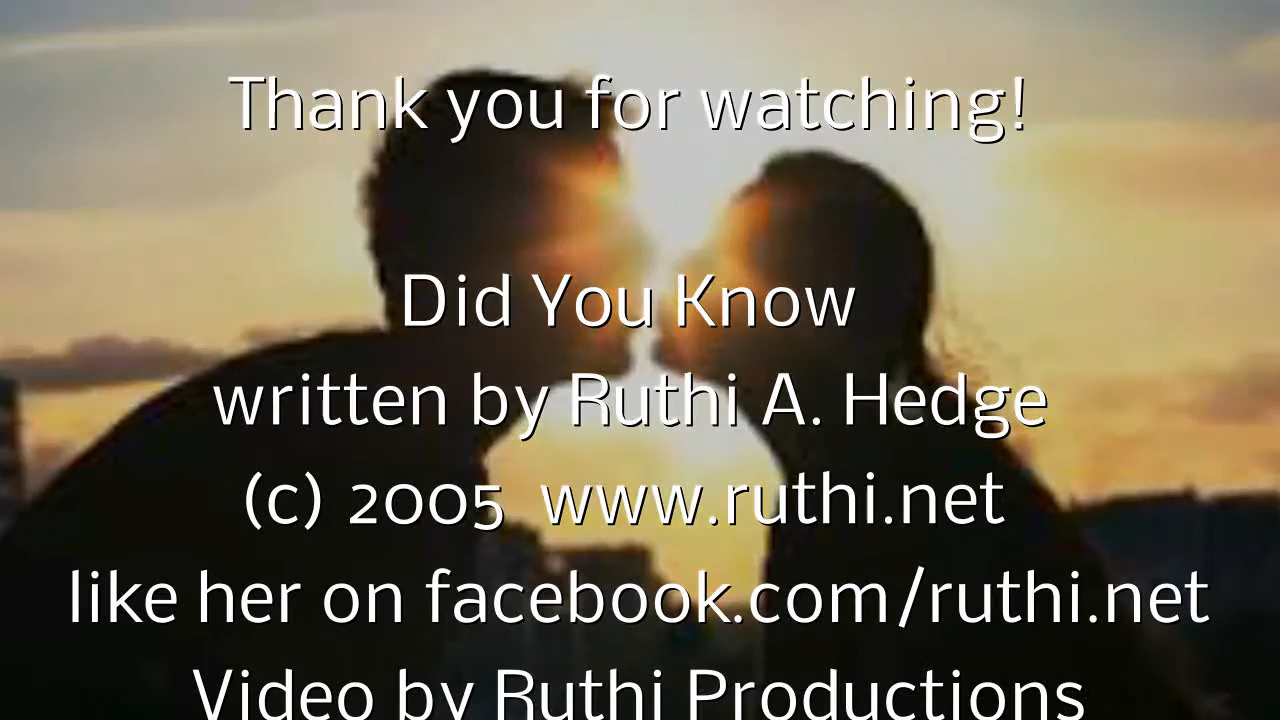 Thank you for watching!
Did You Know
written by Ruthi A. Hedge
(c) 2005 www.ruthi.net
like her on facebook.com/ruthi.net
Video by Ruthi Productions